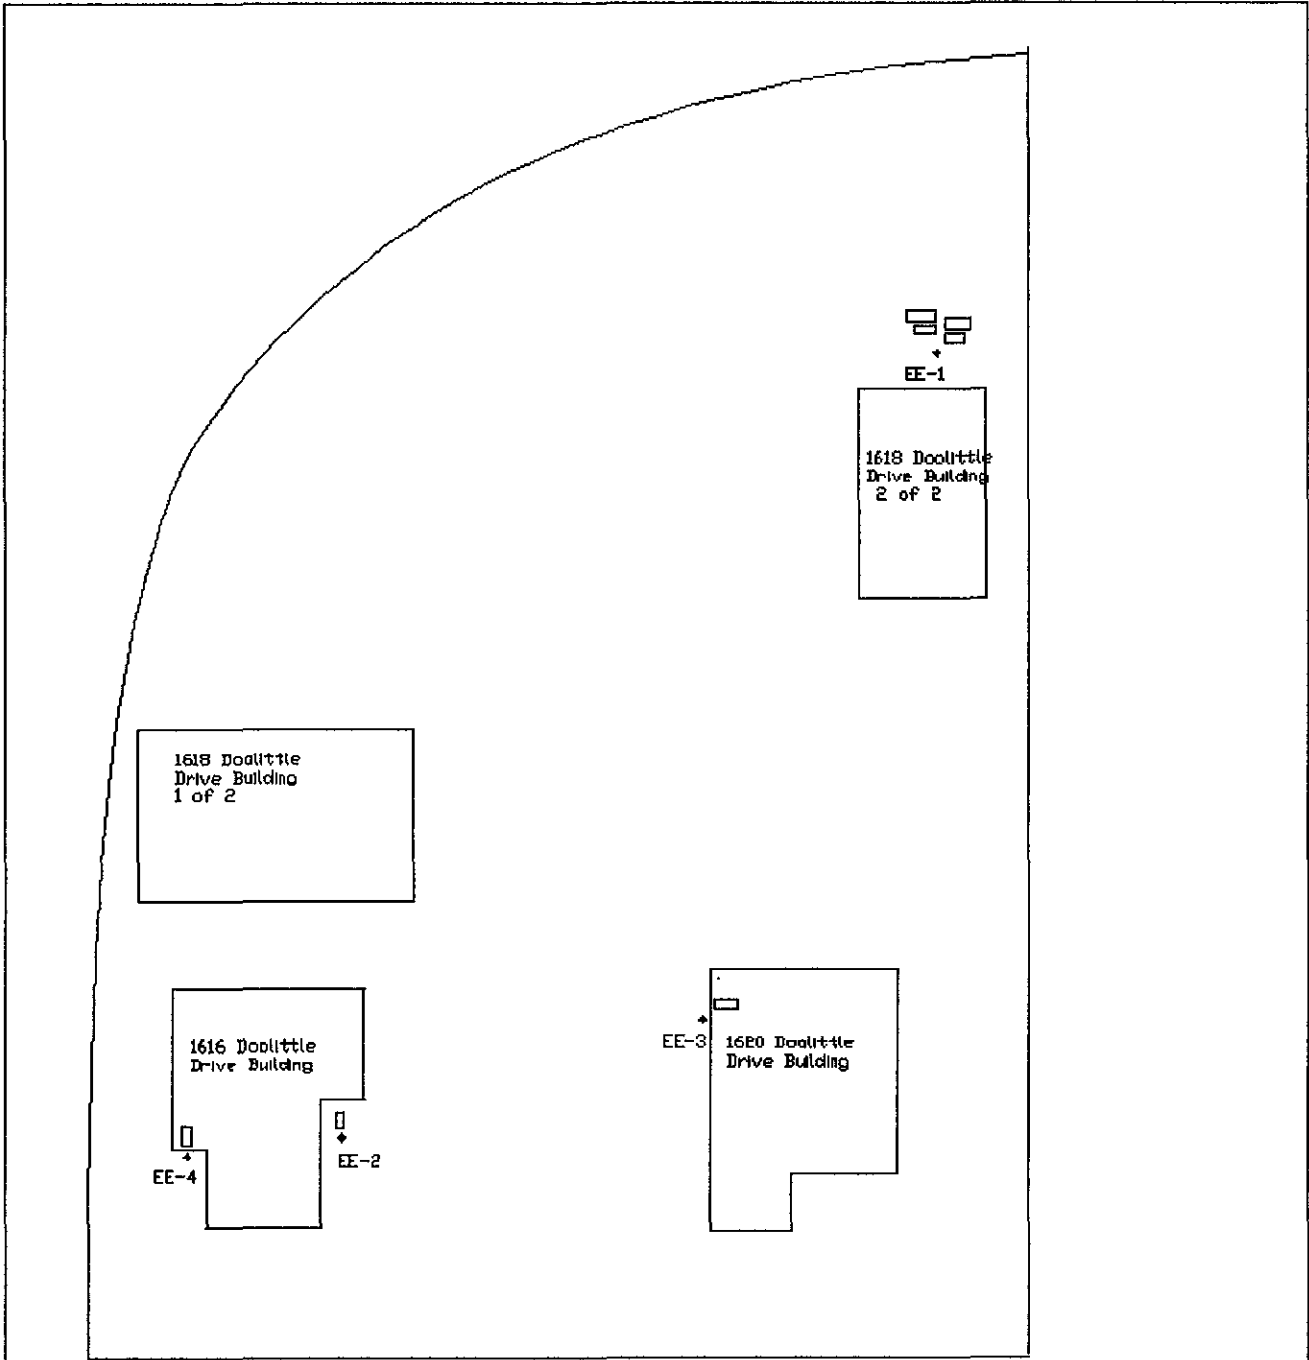 EE-1
1618 Doolittle
Drive Building
2 of 2
1618 Doolittle
Drive Building
1 of 2
EE-3
1620 Doolittle
Drive Building
1616 Doolittle
Drive Building
EE-2
EE-4